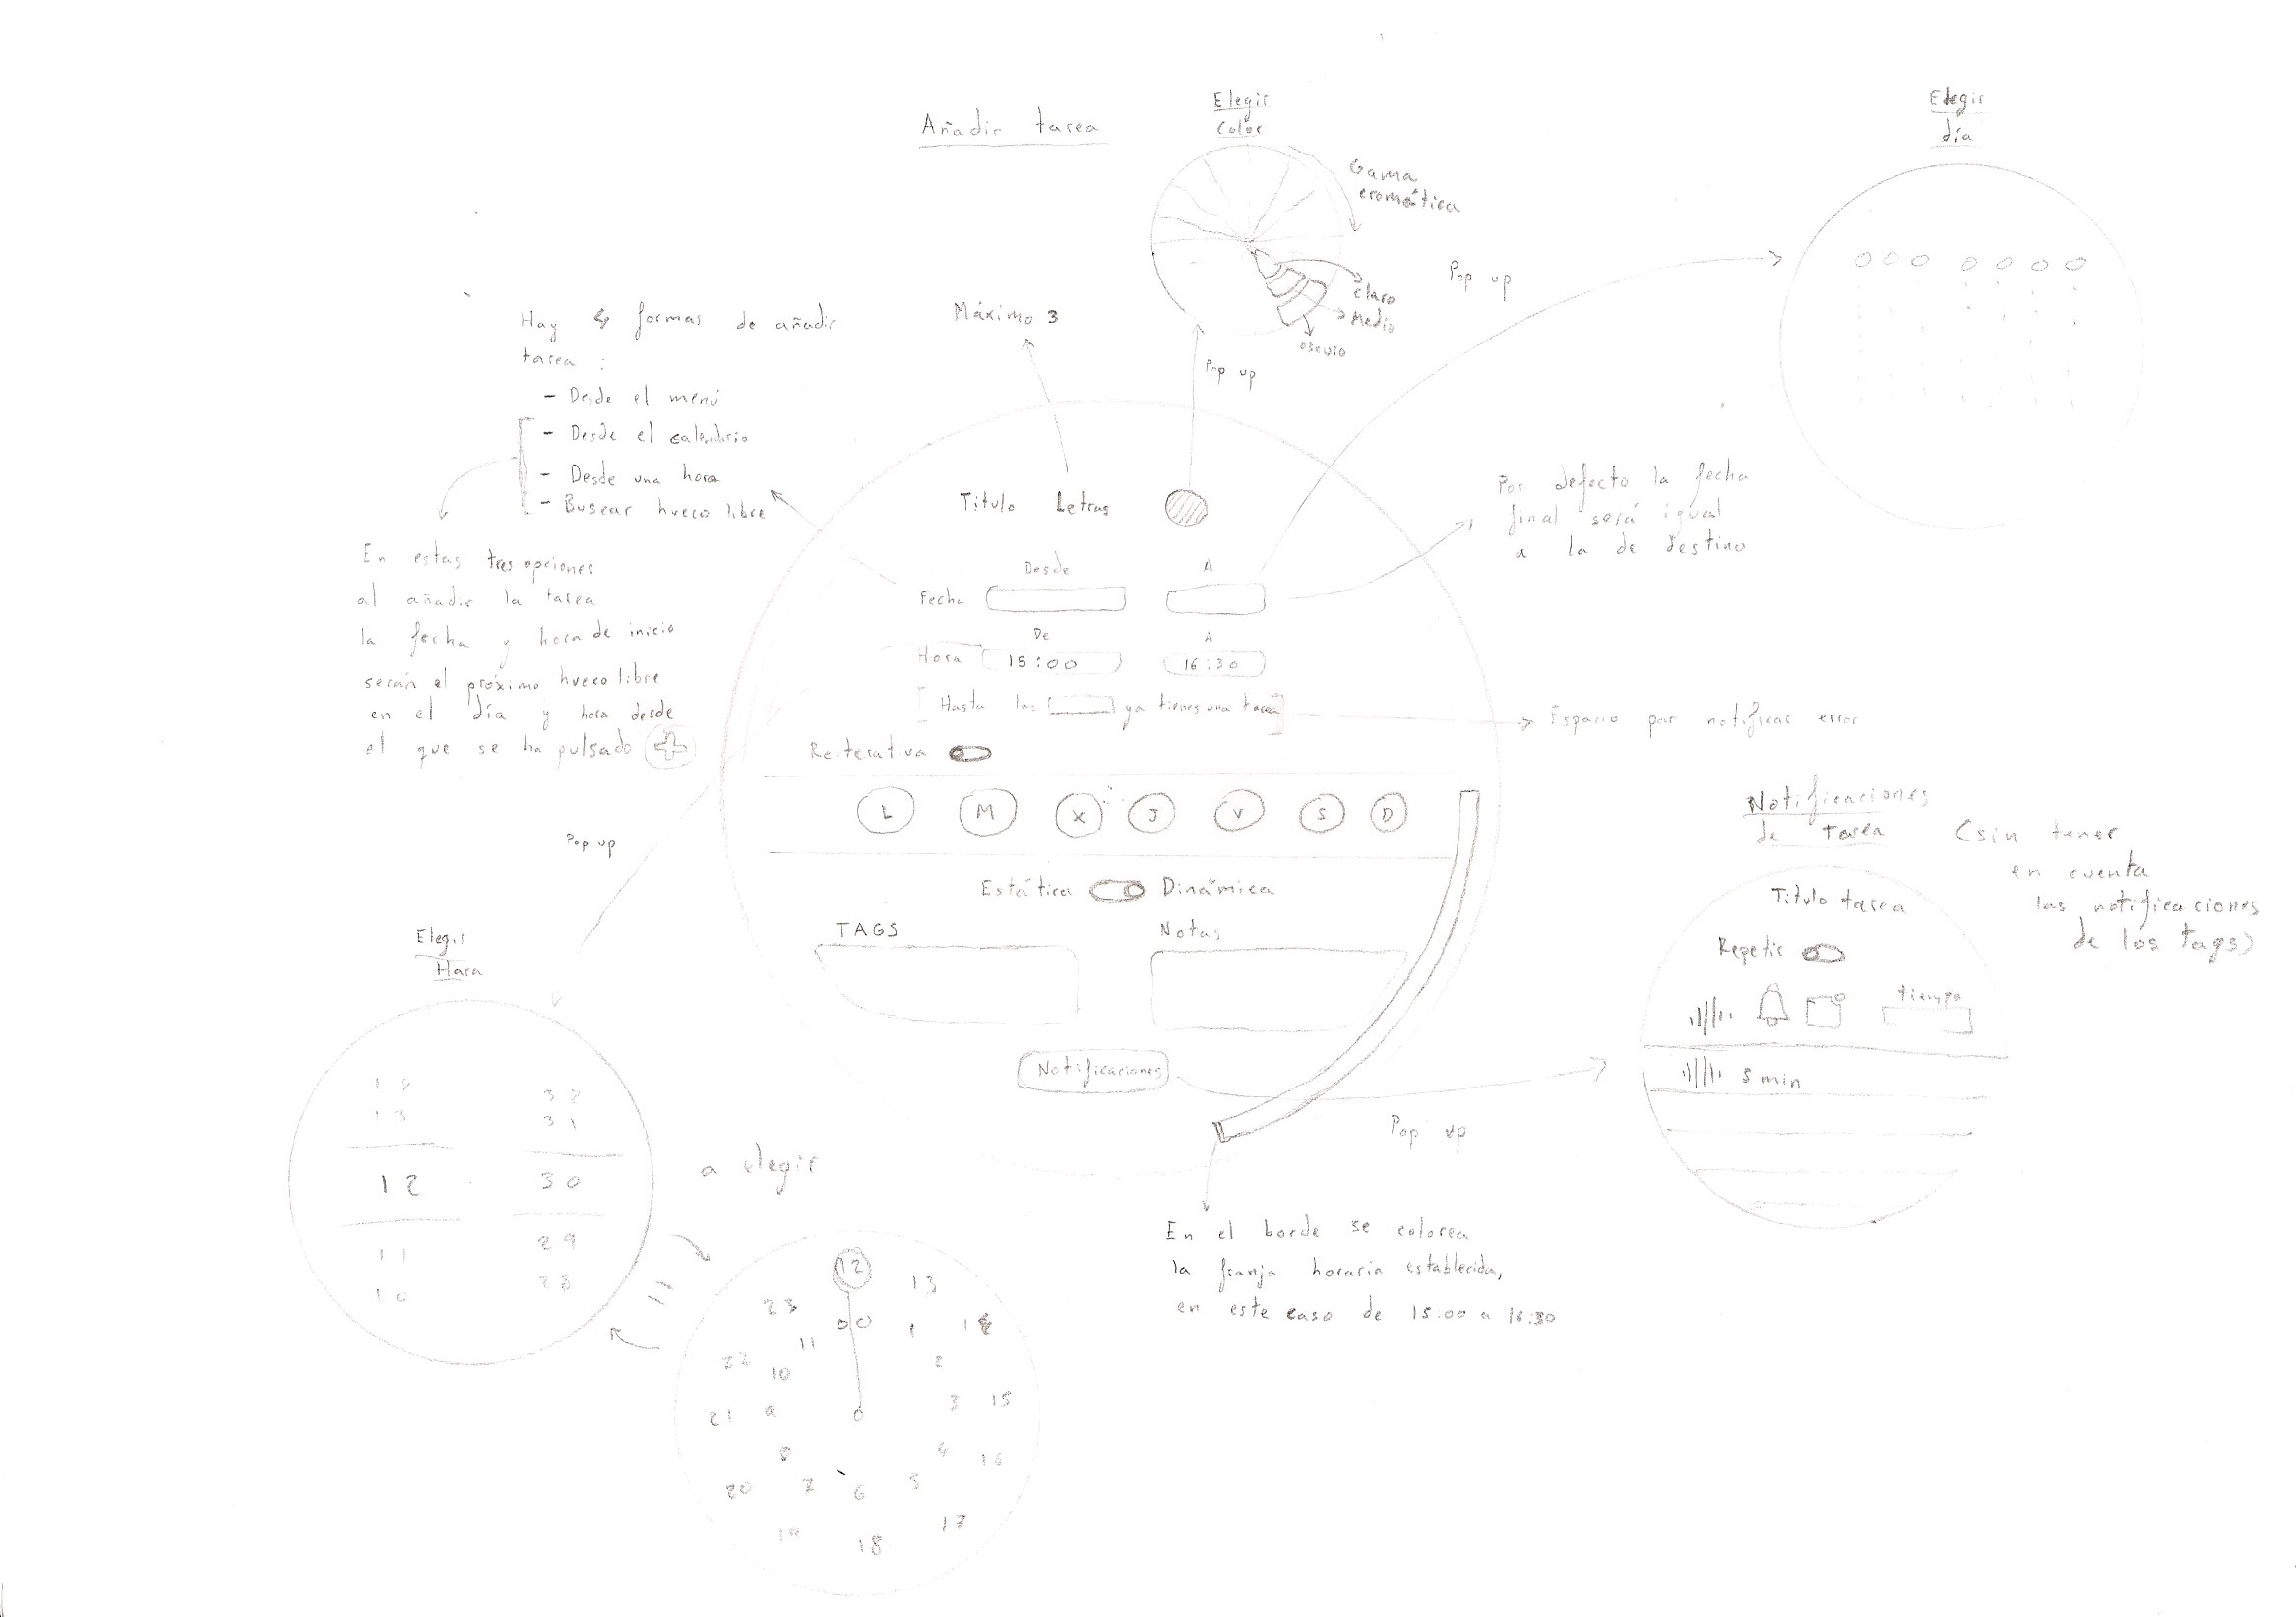 Añadir tarea
Elegir
Color
Gama
cromática
claro
Medio
oscuro
Pop up
Elegir
día
Pop up
Máximo 3
Hay 4 formas de añadir
tarea :
- Desde el menú
- Desde el calendario
- Desde una hora
- Buscar hueco libre
En estas tres opciones
al añadir la tarea
la fecha y hora de inicio
serán el próximo hueco libre
en el día y hora desde
el que se ha pulsado +
Titulo Letras
Desde A
Fecha
De A
Hora 15:00 16:30
Hasta las ya tienes una tarea
Reiterativa
L M X J V S D
Estática Dinámica
TAGS Notas
Notificaciones
Por defecto la fecha
final será igual
a la de destino
Espacio par notificar error
Notificaciones
de tarea
(sin tener
en cuenta
las notificaciones
de los tags)
Titulo tarea
Repetir
tiempo
5 min
Pop up
En el borde se colorea
la franja horaria establecida,
en este caso de 15:00 a 16:30
Pop up
Elegir
Hora
14 32
13 31
12 30
11 29
10 28
a elegir
12
13
14
15
16
17
18
19
20
21
22
23
00
1
2
3
4
5
6
7
8
9
10
11